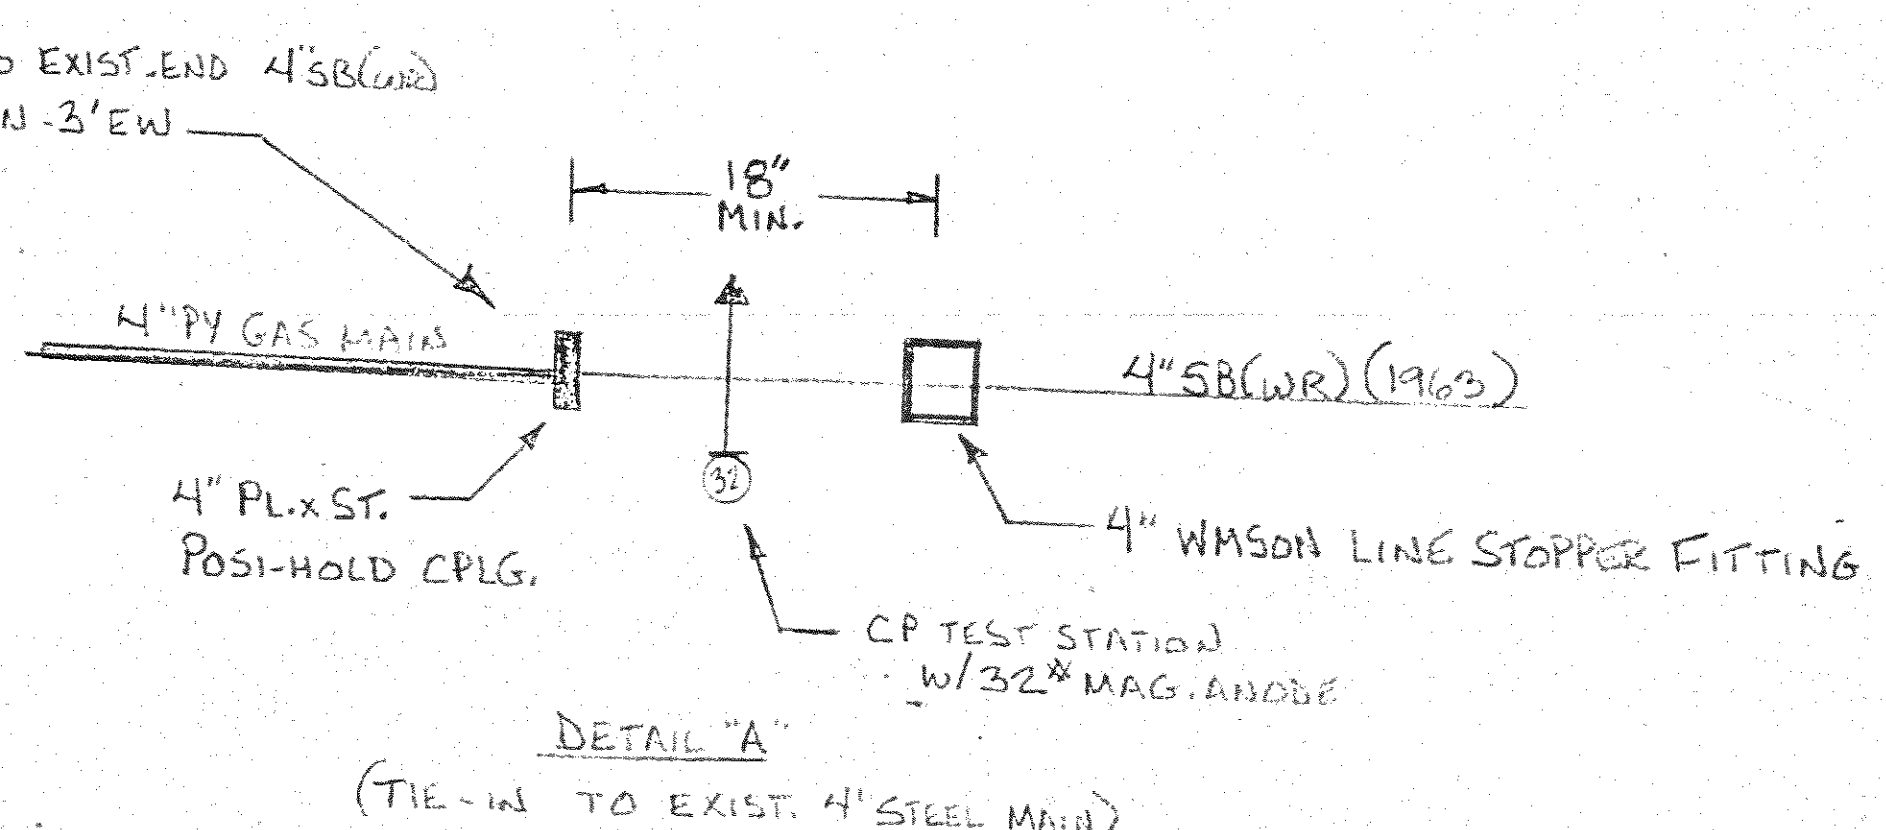 EXIST. END 4" SB(WR)
N - 3' EW
18"
MIN.
4" PY GAS MAIN
4" SB(WR)(1963)
32
4" PL. x ST.
POSI-HOLD CPLG.
4" WMSON LINE STOPPER FITTING
CP TEST STATION
W/ 32# MAG. ANODE
DETAIL "A"
(TIE-IN TO EXIST. 4" STEEL MAIN)